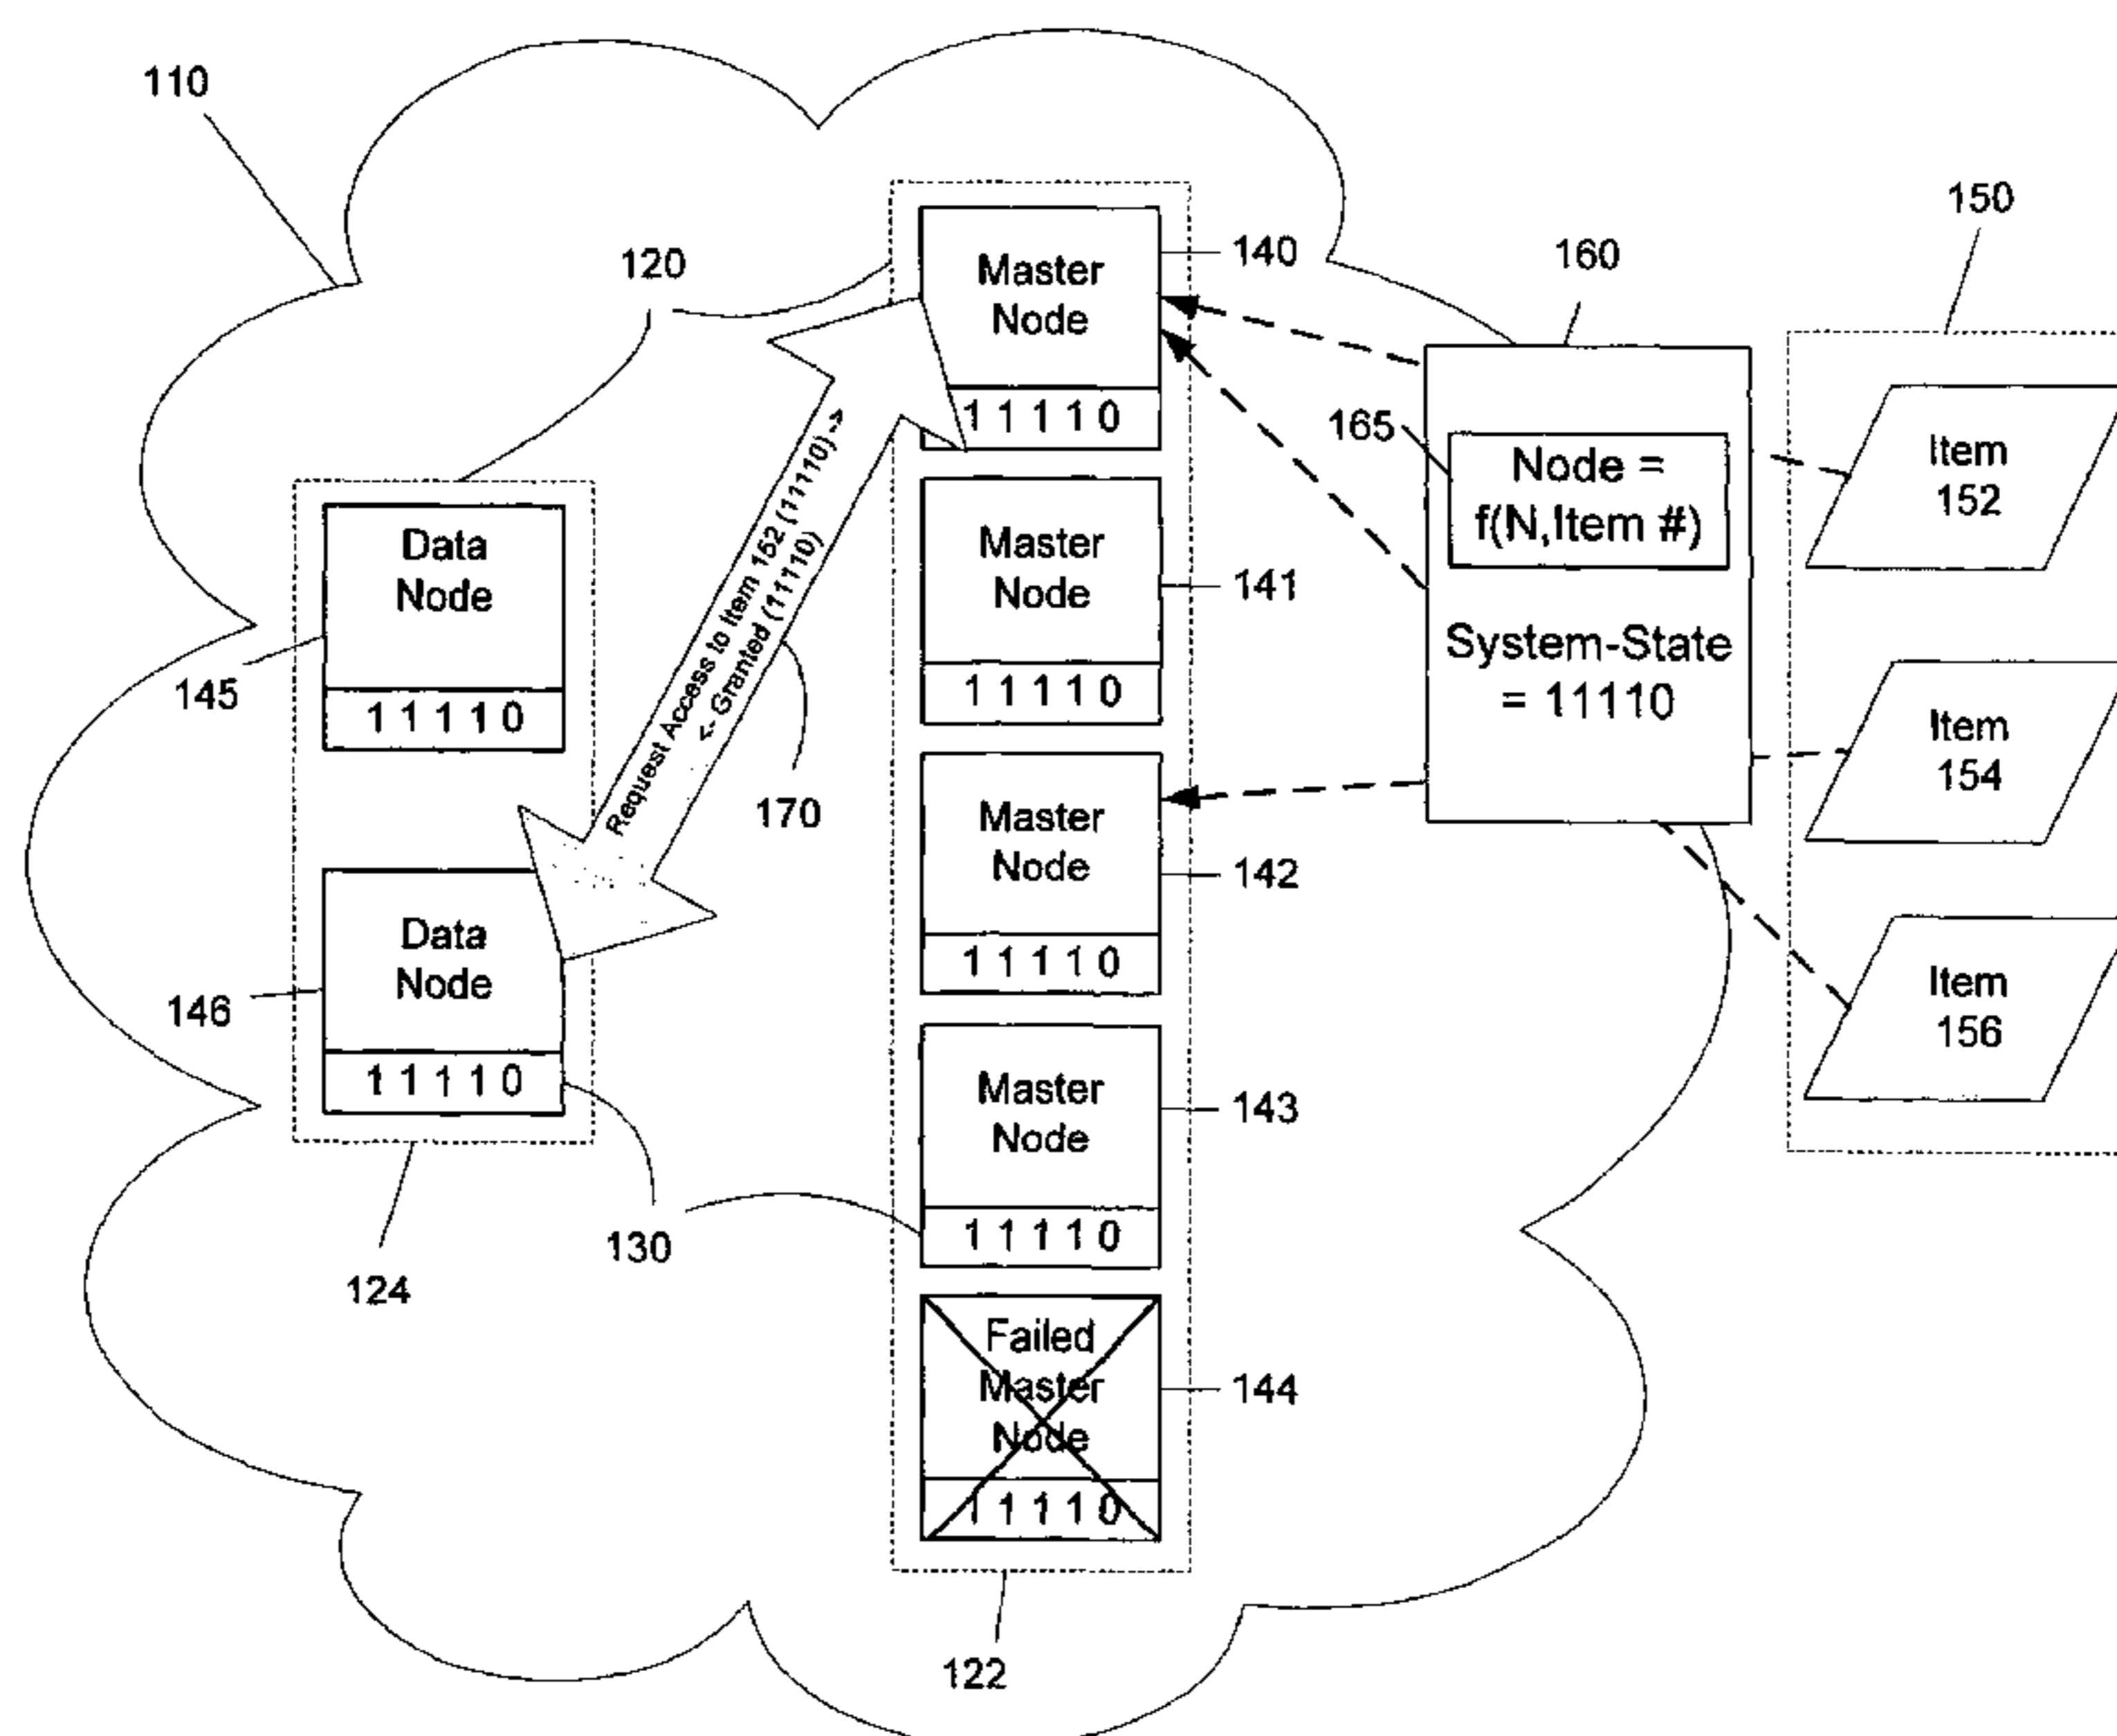 110
120
Master
Node
1 1 1 1 0
140
160
150
165
Node =
f(N,Item #)
System-State
= 11110
Item
152
Data
Node
1 1 1 1 0
145
Request Access to Item 152 (11110) ->
<- Granted (11110)
170
Master
Node
1 1 1 1 0
141
Item
154
Master
Node
1 1 1 1 0
142
Data
Node
1 1 1 1 0
146
Item
156
Master
Node
1 1 1 1 0
143
130
124
Failed
Master
Node
1 1 1 1 0
144
122